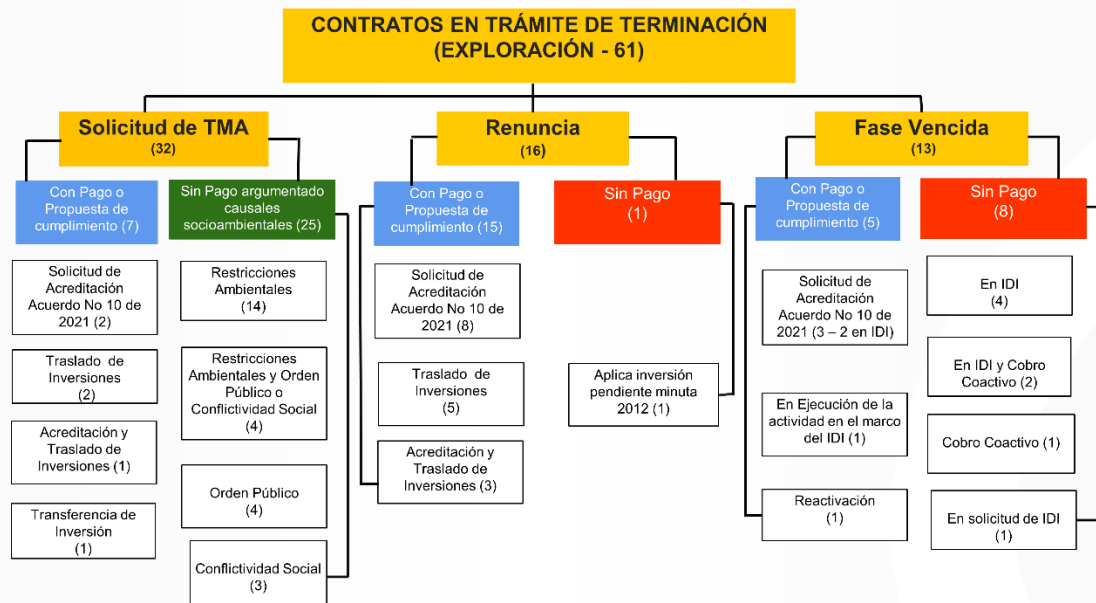 CONTRATOS EN TRÁMITE DE TERMINACIÓN
(EXPLORACIÓN - 61)
Solicitud de TMA
(32)
Con Pago o
Propuesta de
cumplimiento (7)
Solicitud de
Acreditación
Acuerdo No 10 de
2021 (2)
Traslado de
Inversiones
(2)
Acreditación y
Traslado de
Inversiones (1)
Transferencia de
Inversión
(1)
Sin Pago argumentado
causales
socioambientales (25)
Restricciones
Ambientales
(14)
Restricciones
Ambientales y Orden
Público o
Conflictividad Social
(4)
Orden Público
(4)
Conflictividad Social
(3)
Renuncia
(16)
Con Pago o
Propuesta de
cumplimiento (15)
Solicitud de
Acreditación
Acuerdo No 10 de
2021 (8)
Traslado de
Inversiones
(5)
Acreditación y
Traslado de
Inversiones (3)
Sin Pago
(1)
Aplica inversión
pendiente minuta
2012 (1)
Fase Vencida
(13)
Con Pago o
Propuesta de
cumplimiento (5)
Solicitud de
Acreditación
Acuerdo No 10 de
2021 (3 – 2 en IDI)
En Ejecución de la
actividad en el marco
del IDI (1)
Reactivación
(1)
Sin Pago
(8)
En IDI
(4)
En IDI y Cobro
Coactivo (2)
Cobro Coactivo (1)
En solicitud de IDI
(1)